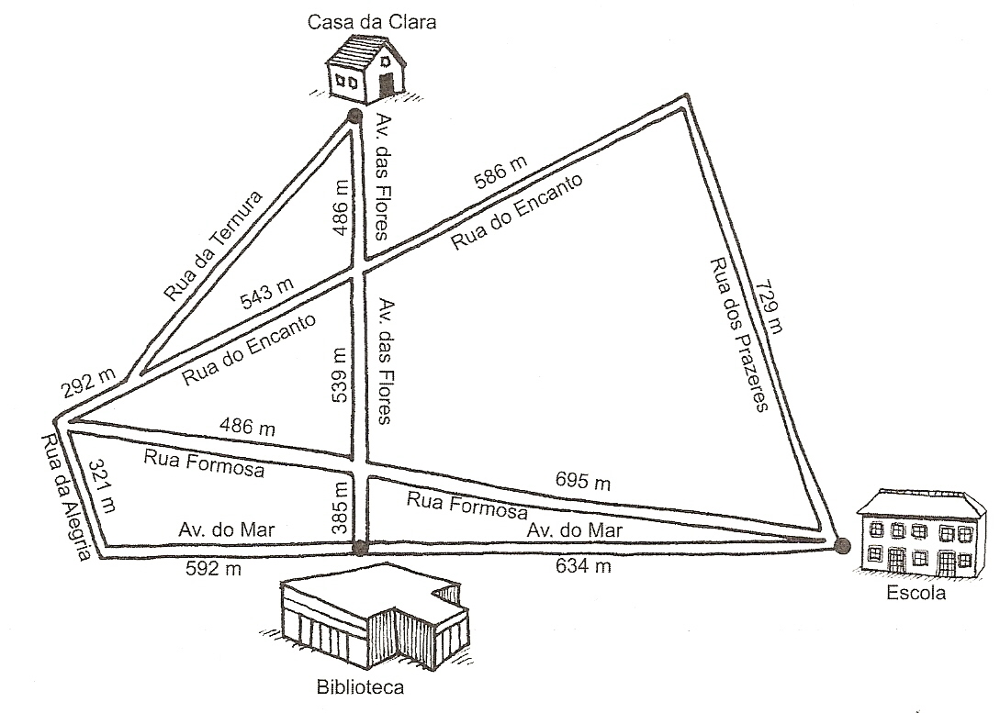 Casa da Clara
Av. das Flores
486 m
586 m
Rua do Encanto
Rua da Ternura
543 m
Rua do Encanto
729 m
Rua dos Prazeres
539 m
Av. das Flores
292 m
486 m
Rua Formosa
Rua da Alegria
321 m
695 m
Rua Formosa
385 m
Av. do Mar
592 m
Av. do Mar
634 m
Escola
Biblioteca